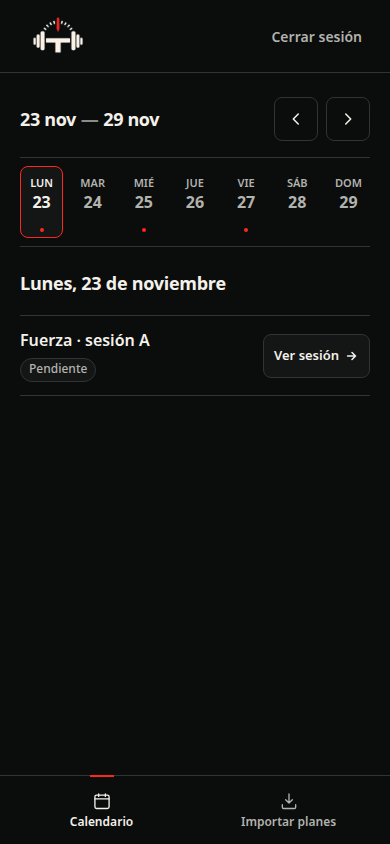 Cerrar sesión
23 nov — 29 nov
LUN MAR MIÉ JUE VIE SÁB DOM
23 24 25 26 27 28 29
Lunes, 23 de noviembre
Fuerza · sesión A
Pendiente
Ver sesión →
Calendario Importar planes